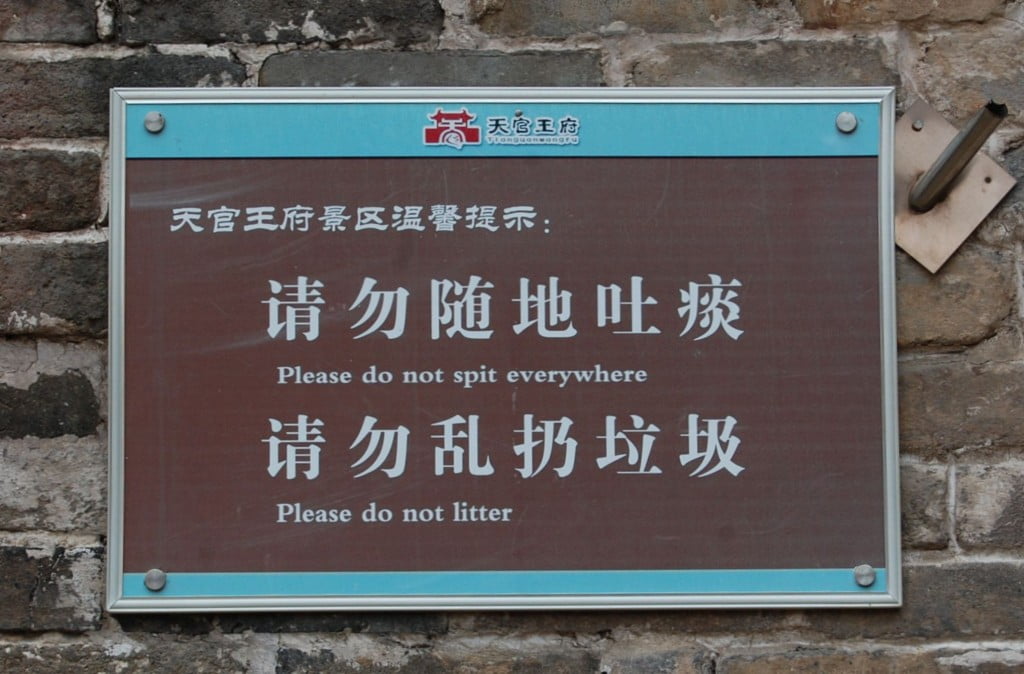 天官王府
Tianguanwangfu
天官王府景区温馨提示：
请勿随地吐痰
Please do not spit everywhere
请勿乱扔垃圾
Please do not litter